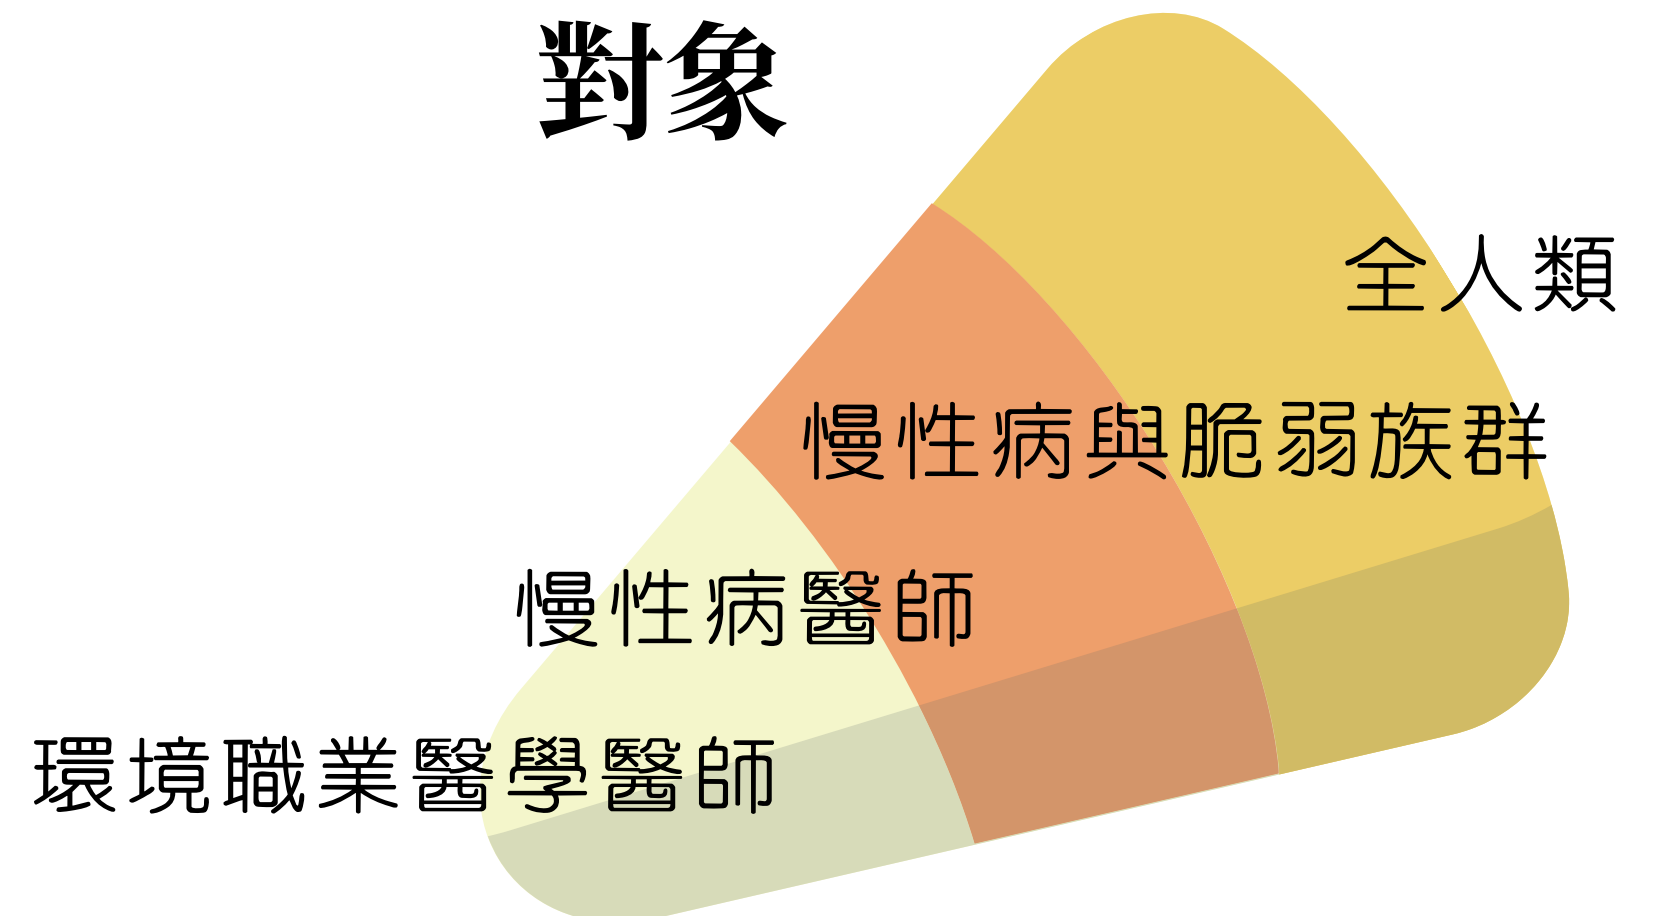 對象
全人類
慢性病與脆弱族群
慢性病醫師
環境職業醫學醫師